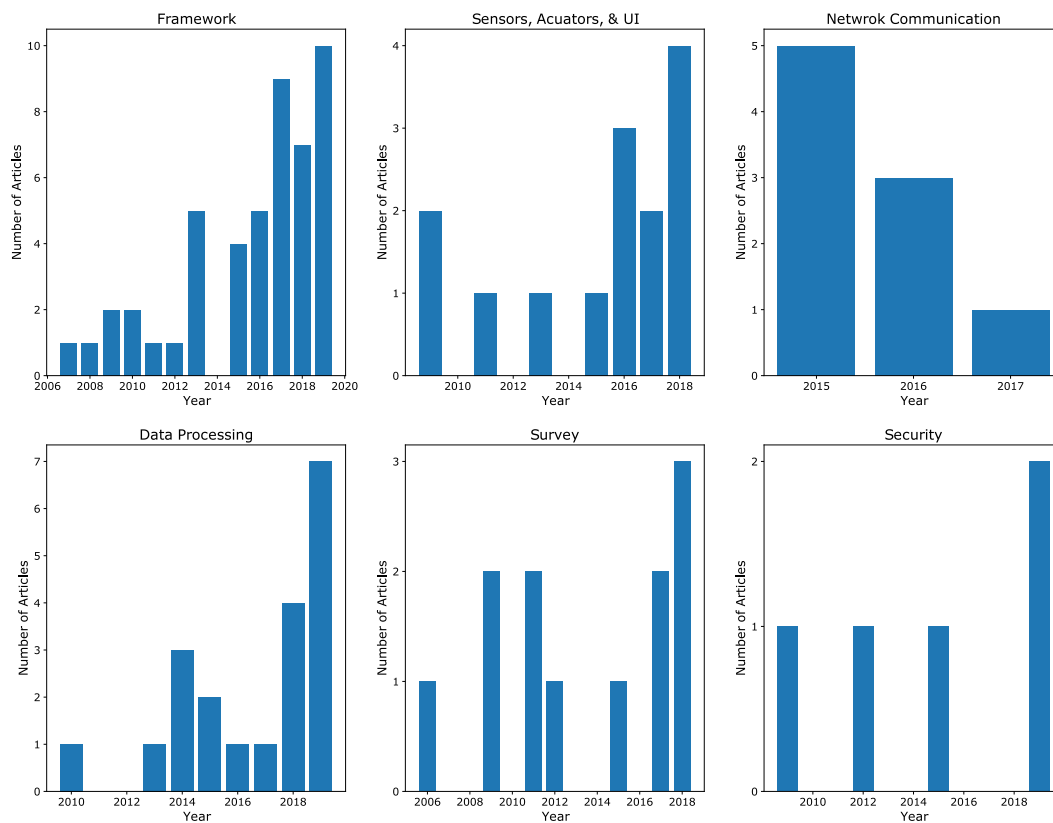 Framework
Number of Articles
10
8
6
4
2
0
2006 2008 2010 2012 2014 2016 2018 2020
Year
Sensors, Acuators, & UI
Number of Articles
4
3
2
1
0
2010 2012 2014 2016 2018
Year
Netwrok Communication
Number of Articles
5
3
1
0
2015 2016 2017
Year
Data Processing
Number of Articles
7
6
5
4
3
2
1
0
2010 2012 2014 2016 2018
Year
Survey
Number of Articles
3
2
1
0
2006 2008 2010 2012 2014 2016 2018
Year
Security
Number of Articles
2
1
0
2010 2012 2014 2016 2018
Year